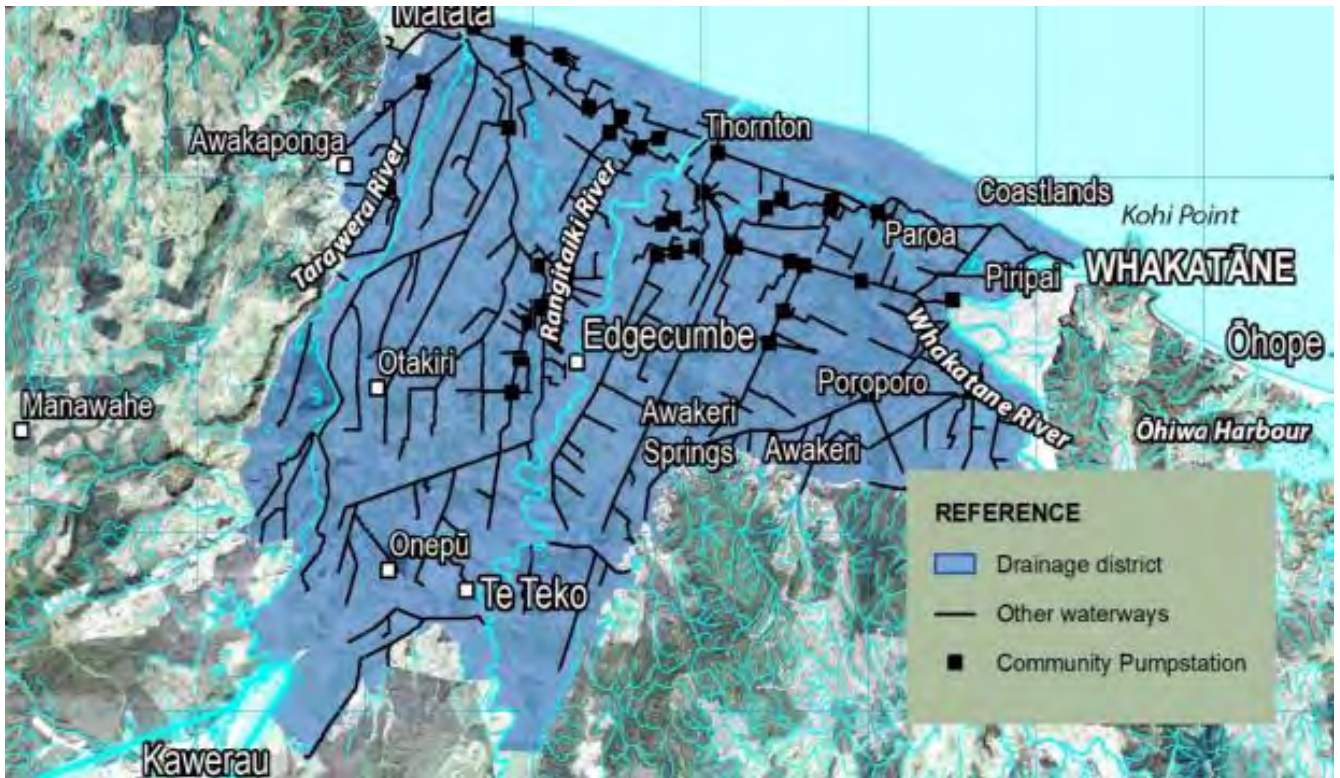 Matatā
Thornton
Awakaponga
Tarawera River
Rangitaiki River
Coastlands
Kohi Point
Paroa
Piripai
WHAKATĀNE
Edgecumbe
Ōhope
Otakiri
Whakatane River
Poroporo
Manawahe
Awakeri
Springs
Awakeri
Ōhiwa Harbour
Onepū
Te Teko
Kawerau
REFERENCE
Drainage district
Other waterways
Community Pumpstation